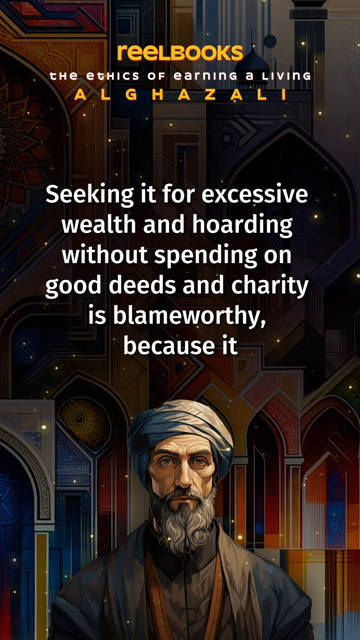 reelBOOKS
the ethics of earning a living
ALGHAZALI
Seeking it for excessive
wealth and hoarding
without spending on
good deeds and charity
is blameworthy,
because it